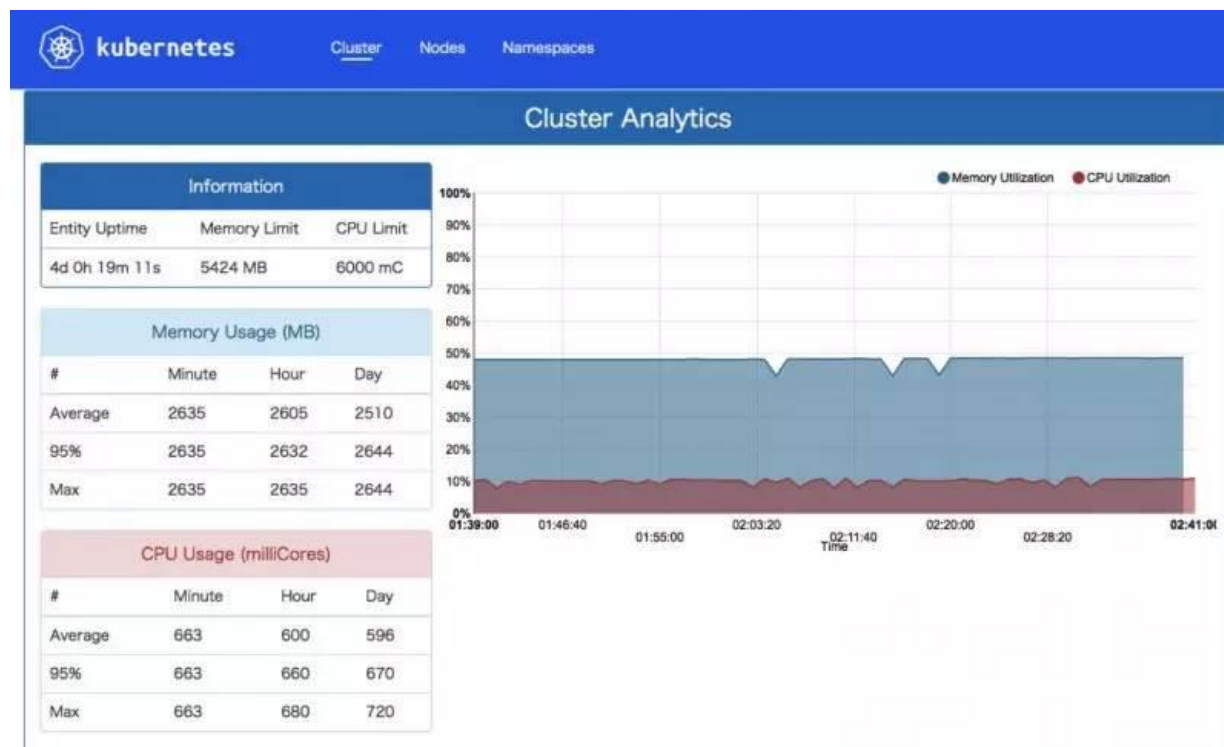 kubernetes Cluster Nodes Namespaces
Cluster Analytics
Information
Entity Uptime Memory Limit CPU Limit
4d 0h 19m 11s 5424 MB 6000 mC
Memory Usage (MB)
# Minute Hour Day
Average 2635 2605 2510
95% 2635 2632 2644
Max 2635 2635 2644
CPU Usage (milliCores)
# Minute Hour Day
Average 663 600 596
95% 663 660 670
Max 663 680 720
Memory Utilization CPU Utilization
100%
90%
80%
70%
60%
50%
40%
30%
20%
10%
0%
01:39:00 01:46:40 01:55:00 02:03:20 02:11:40 02:20:00 02:28:20
Time